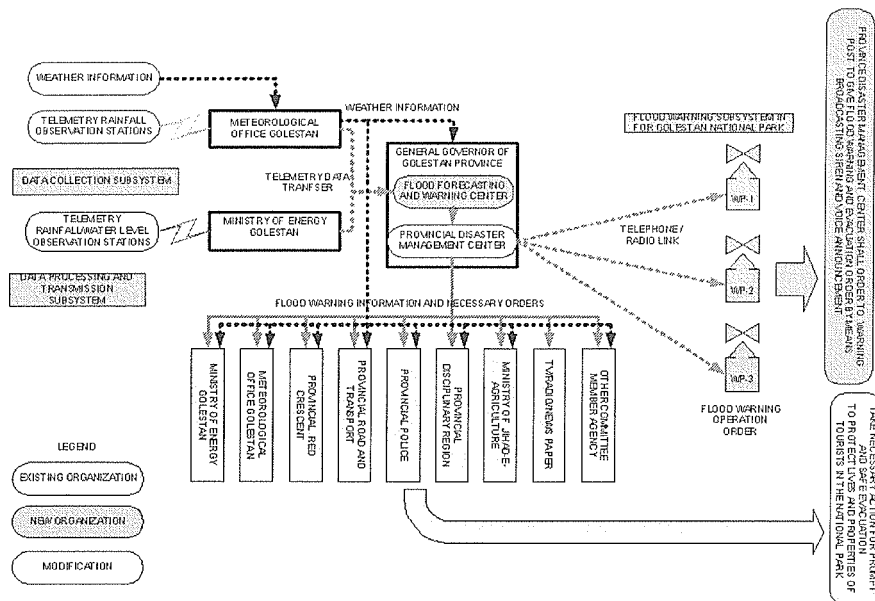 WEATHER INFORMATION
TELEMETRY RAINFALL
OBSERVATION STATIONS
METEOROLOGICAL
OFFICE GOLESTAN
WEATHER INFORMATION
DATA COLLECTION SUBSYSTEM
TELEMETRY DATA
TRANFSER
TELEMETRY
RAINFALL/WATER LEVEL
OBSERVATION STATIONS
MINISTRY OF ENERGY
GOLESTAN
DATA PROCESSING AND
TRANSMISSION
SUBSYSTEM
GENERAL GOVERNOR OF
GOLESTAN PROVINCE
FLOOD FORECASTING
AND WARNING CENTER
PROVINCIAL DISASTER
MANAGEMENT CENTER
FLOOD WARNING SUBSYSTEM IN
FOR GOLESTAN NATIONAL PARK
TELEPHONE/
RADIO LINK
WP-1
WP-2
WP-3
FLOOD WARNING
OPERATION
ORDER
PROVINCE DISASTER MANAGEMENT CENTER SHALL ORDER TO WARNING
POST TO GIVE FLOOD WARNING AND EVACUATION ORDER BY MEANS
BROADCASTING SIREN AND VOICE ANNOUNCEMENT
FLOOD WARNING INFORMATION AND NECESSARY ORDERS
MINISTRY OF ENERGY
GOLESTAN
METEOROLOGICAL
OFFICE GOLESTAN
PROVINCIAL RED
CRESCENT
PROVINCIAL ROAD AND
TRANSPORT
PROVINCIAL POLICE
PROVINCIAL
DISCIPLINARY REGION
MINISTRY OF JIHAD-E-
AGRICULTURE
TV/RADIO/NEWS PAPER
OTHER COMMITTEE
MEMBER AGENCY
TAKE NECESSARY ACTION FOR PROMPT
AND SAFE EVACUATION
TO PROTECT LIVES AND PROPERTIES OF
TOURISTS IN THE NATIONAL PARK
LEGEND
EXISTING ORGANIZATION
NEW ORGANIZATION
MODIFICATION